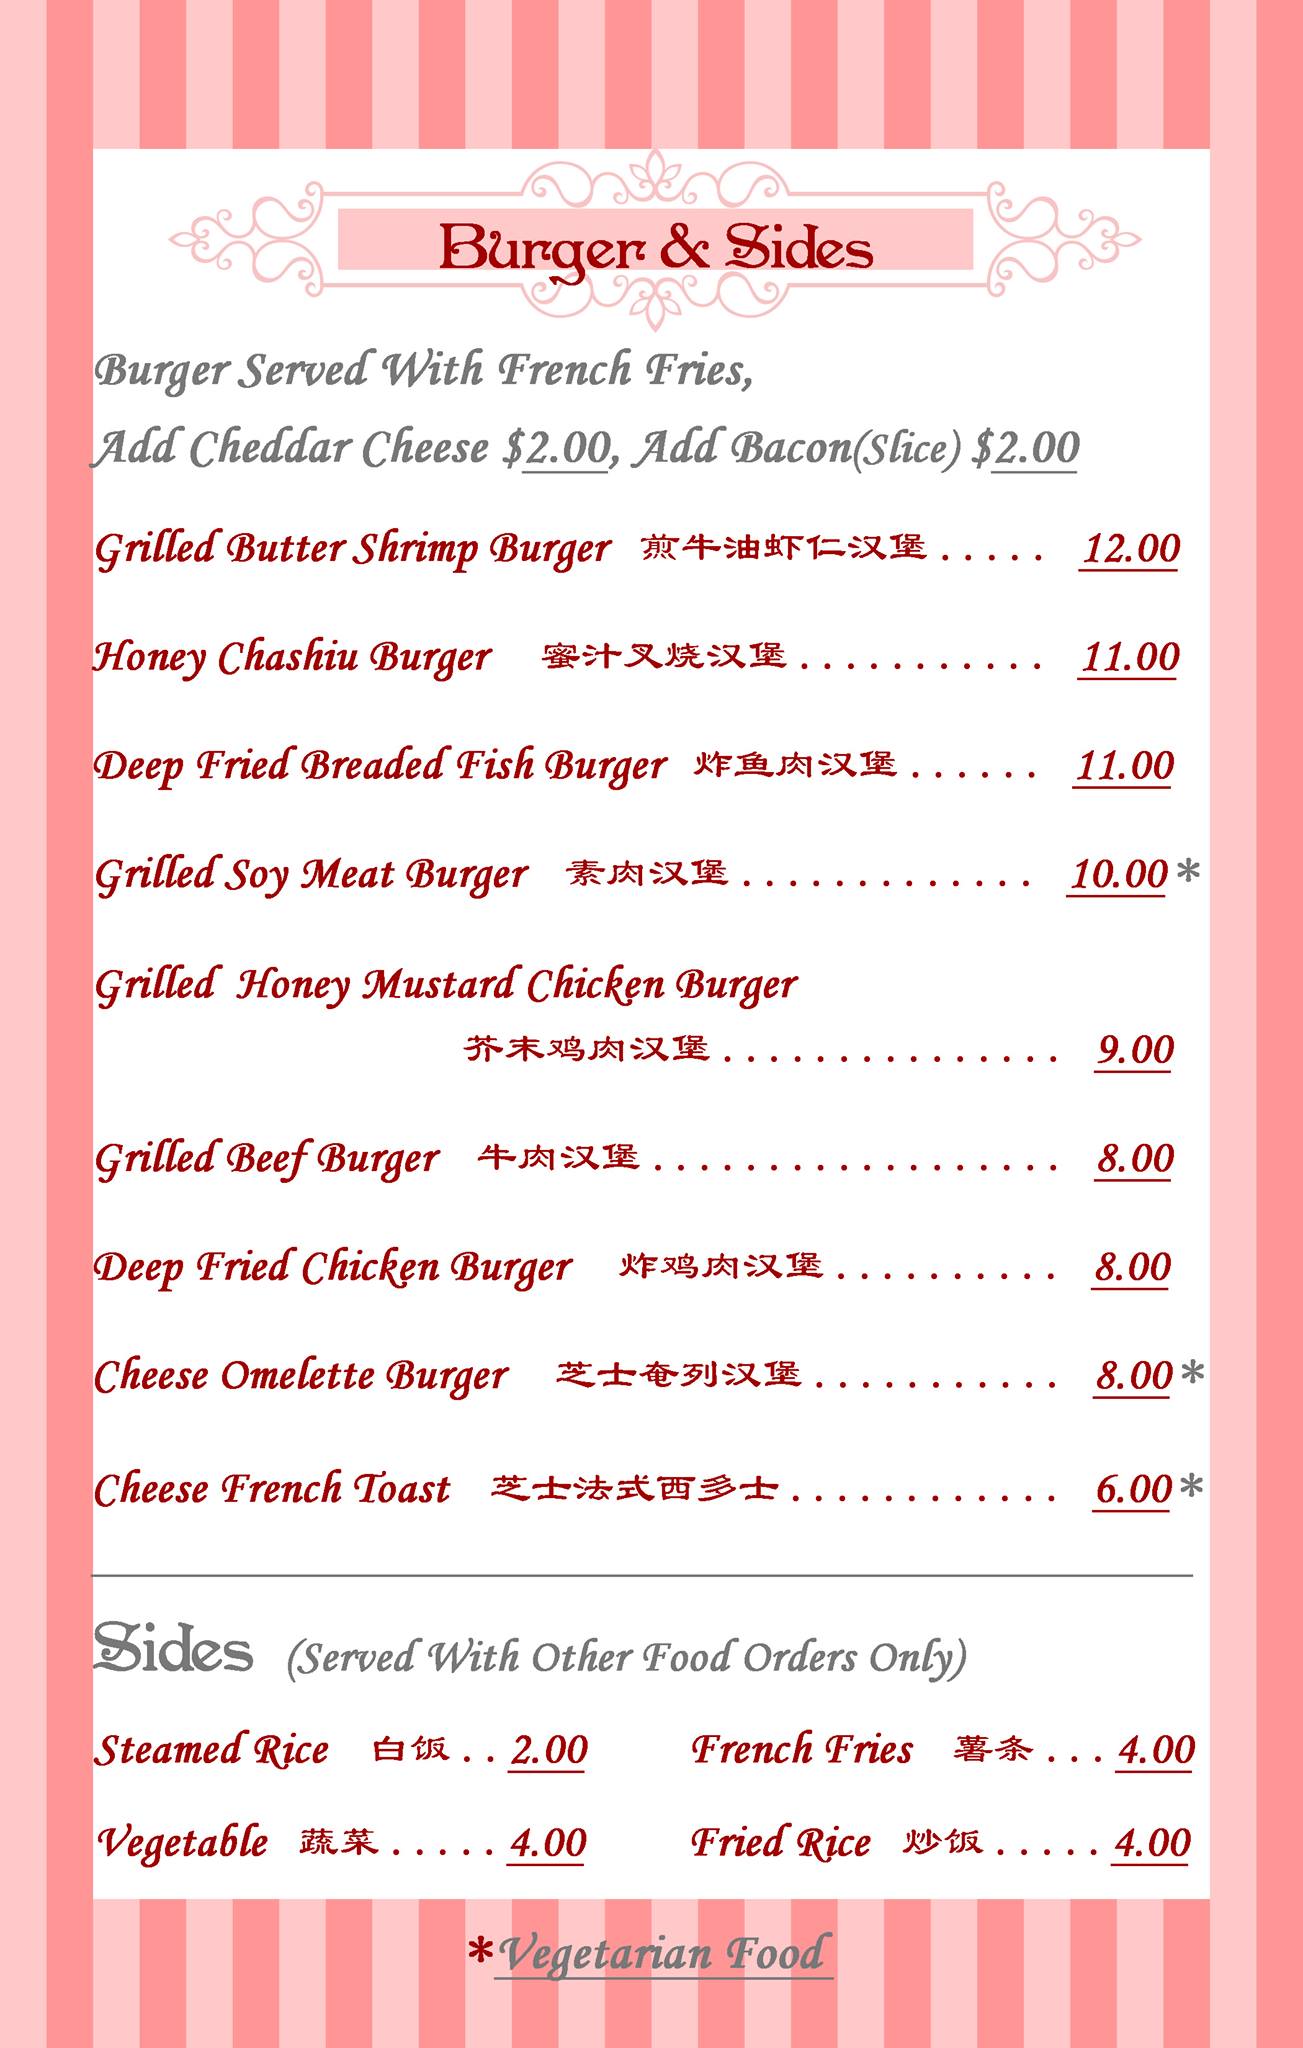 Burger & Sides
Burger Served With French Fries,
Add Cheddar Cheese $2.00, Add Bacon(Slice) $2.00
Grilled Butter Shrimp Burger 煎牛油虾仁汉堡 . . . . . 12.00
Honey Chashiu Burger 蜜汁叉烧汉堡 . . . . . . . . . . . 11.00
Deep Fried Breaded Fish Burger 炸鱼肉汉堡 . . . . . . 11.00
Grilled Soy Meat Burger 素肉汉堡 . . . . . . . . . . . . . 10.00 *
Grilled Honey Mustard Chicken Burger
芥末鸡肉汉堡 . . . . . . . . . . . . . . . 9.00
Grilled Beef Burger 牛肉汉堡 . . . . . . . . . . . . . . . . . . 8.00
Deep Fried Chicken Burger 炸鸡肉汉堡 . . . . . . . . . . 8.00
Cheese Omelette Burger 芝士奄列汉堡 . . . . . . . . . . . 8.00 *
Cheese French Toast 芝士法式西多士 . . . . . . . . . . . . 6.00 *
Sides (Served With Other Food Orders Only)
Steamed Rice 白饭 . . 2.00 French Fries 薯条 . . . 4.00
Vegetable 蔬菜 . . . . . 4.00 Fried Rice 炒饭 . . . . . 4.00
*Vegetarian Food